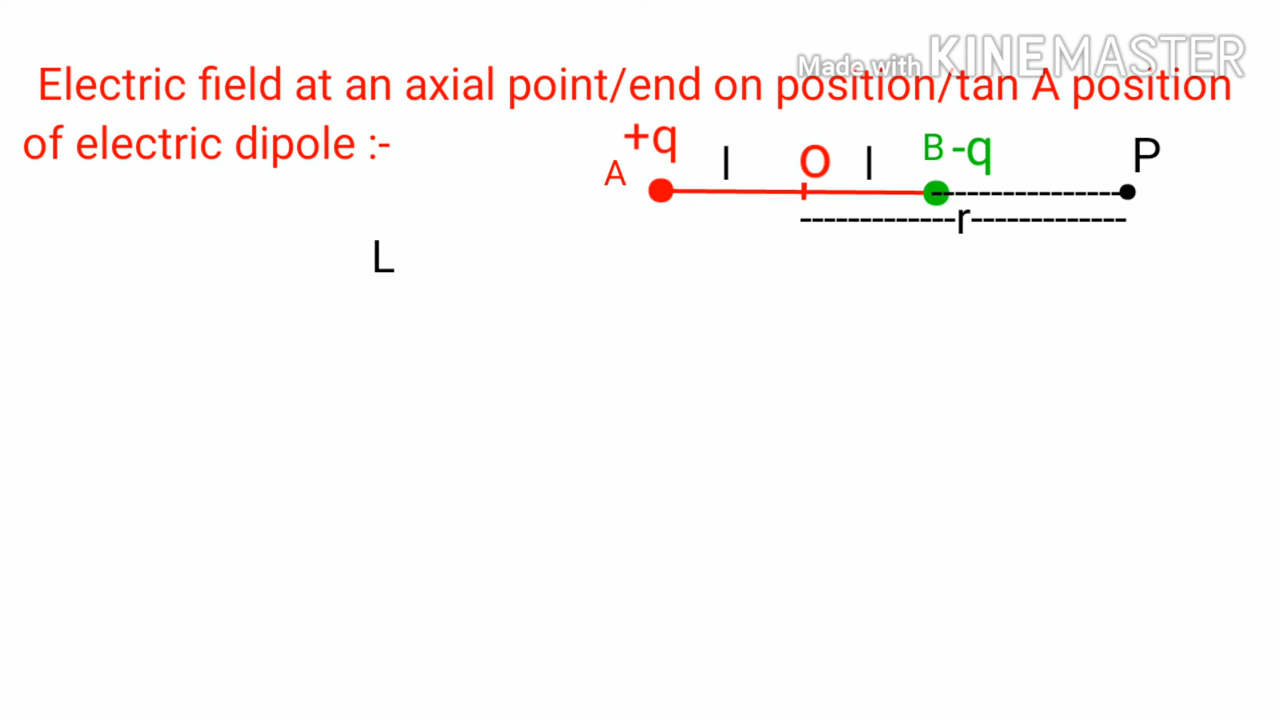 Made with KINEMASTER
Electric field at an axial point/end on position/tan A position
of electric dipole :-
+q
A
l
O
l
B -q
P
--------------r--------------
L